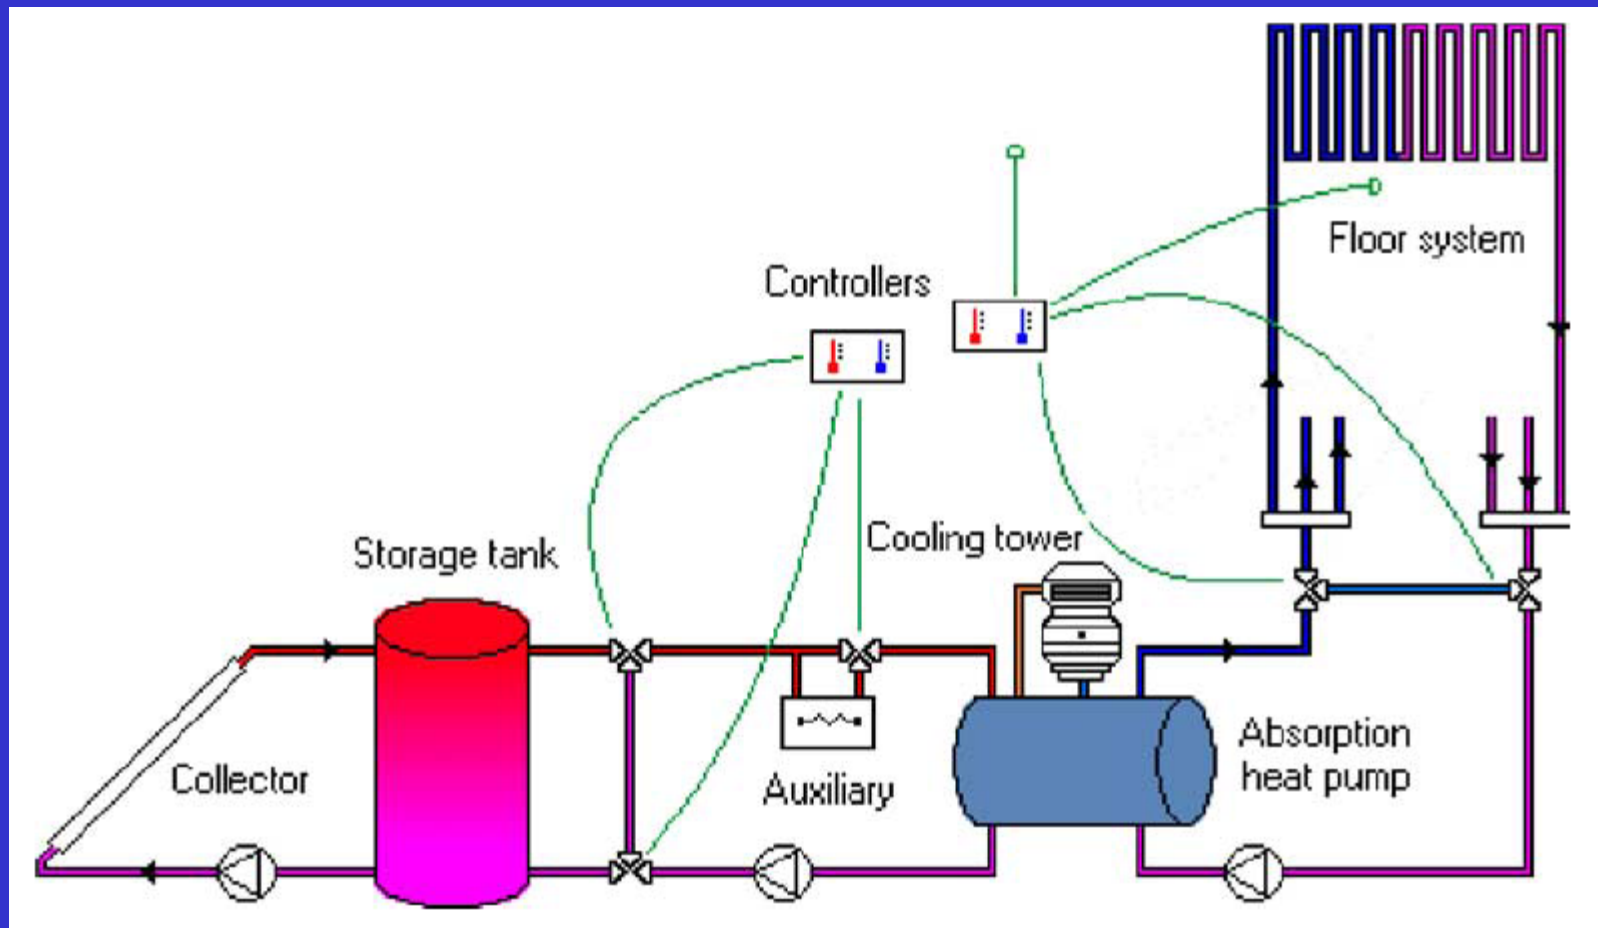 Floor system
Controllers
Cooling tower
Storage tank
Absorption
heat pump
Collector
Auxiliary